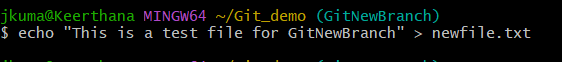 jkuma@Keerthana MINGW64 ~/Git_demo (GitNewBranch)
$ echo "This is a test file for GitNewBranch" > newfile.txt